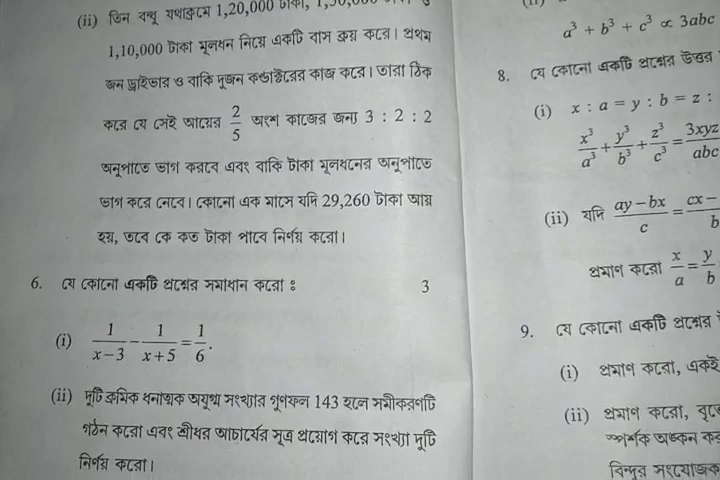 (ii) তিন বন্ধু যথাক্রমে 1,20,000 টাকা,
1,10,000 টাকা মূলধন নিয়ে একটি বাস ক্রয় করে। প্রথম
জন ড্রাইভার ও বাকি দুজন কন্ডাক্টরের কাজ করে। তারা ঠিক
করে যে সেই আয়ের 2/5 অংশ কাজের জন্য 3 : 2 : 2
অনুপাতে ভাগ করবে এবং বাকি টাকা মূলধনের অনুপাতে
ভাগ করে নেবে। কোনো এক মাসে যদি 29,260 টাকা আয়
হয়, তবে কে কত টাকা পাবে নির্ণয় করো।
6. যে কোনো একটি প্রশ্নের সমাধান করো : 3
(i) 1/(x-3) - 1/(x+5) = 1/6.
(ii) দুটি ক্রমিক ধনাত্মক অযুগ্ম সংখ্যার গুণফল 143 হলে সমীকরণটি
গঠন করো এবং শ্রীধর আচার্যের সূত্র প্রয়োগ করে সংখ্যা দুটি
নির্ণয় করো।
a³ + b³ + c³ ∝ 3abc
8. যে কোনো একটি প্রশ্নের উত্তর
(i) x : a = y : b = z :
x³/a³ + y³/b³ + z³/c³ = 3xyz/abc
(ii) যদি (ay-bx)/c =
প্রমাণ করো x/a = y/b
9. যে কোনো একটি প্রশ্নের
(i) প্রমাণ করো, একই
(ii) প্রমাণ করো,
স্পর্শক অঙ্কন
বিন্দুর সংযোজক